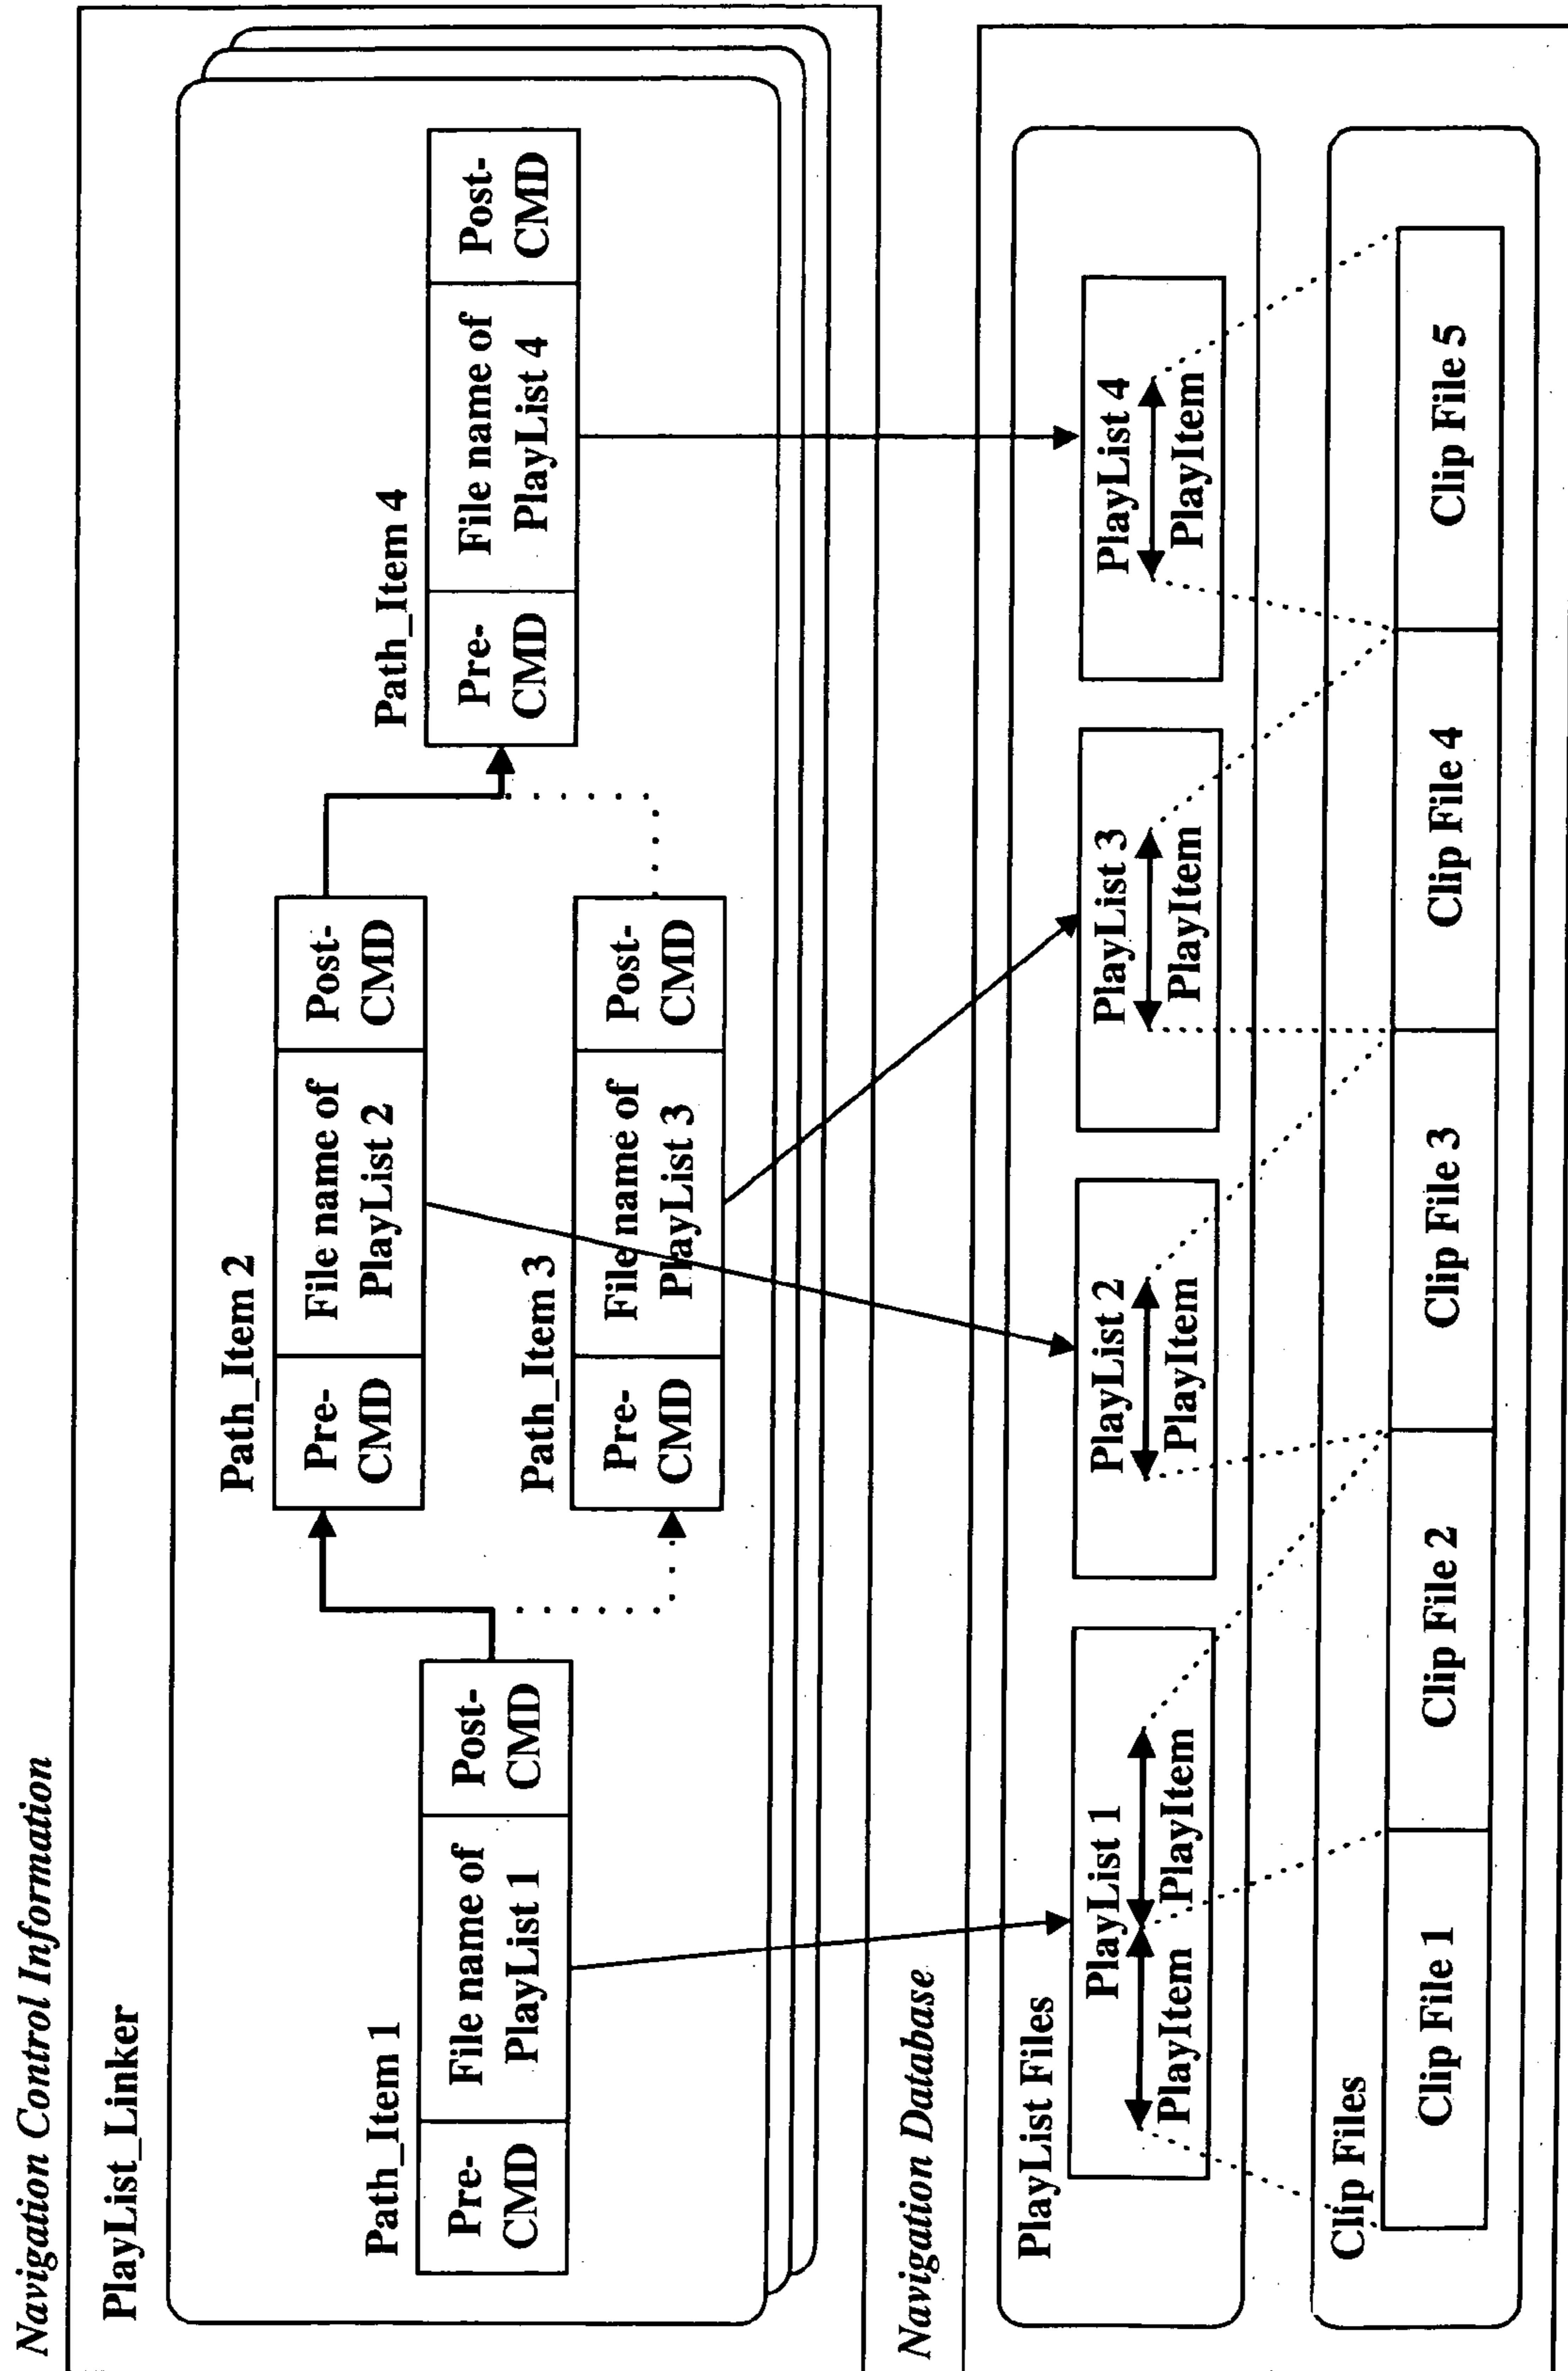 Navigation Control Information
PlayList_Linker
Path_Item 1
Pre-
CMD
File name of
PlayList 1
Post-
CMD
Path_Item 2
Pre-
CMD
File name of
PlayList 2
Post-
CMD
Path_Item 3
Pre-
CMD
File name of
PlayList 3
Post-
CMD
Path_Item 4
Pre-
CMD
File name of
PlayList 4
Post-
CMD
Navigation Database
PlayList Files
PlayList 1
PlayItem
PlayItem
PlayList 2
PlayItem
PlayList 3
PlayItem
PlayList 4
PlayItem
Clip Files
Clip File 1
Clip File 2
Clip File 3
Clip File 4
Clip File 5